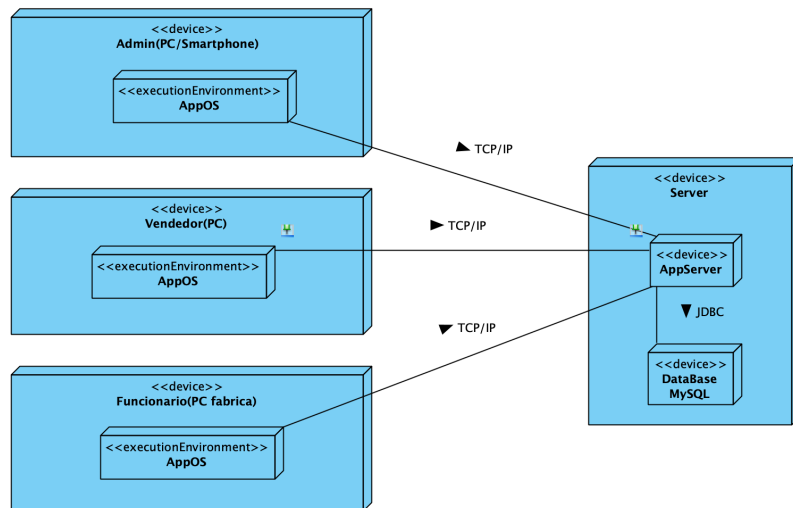 <<device>>
Admin(PC/Smartphone)
<<executionEnvironment>>
AppOS
TCP/IP
<<device>>
Server
<<device>>
Vendedor(PC)
TCP/IP
<<executionEnvironment>>
AppOS
<<device>>
AppServer
JDBC
TCP/IP
<<device>>
DataBase
MySQL
<<device>>
Funcionario(PC fabrica)
<<executionEnvironment>>
AppOS